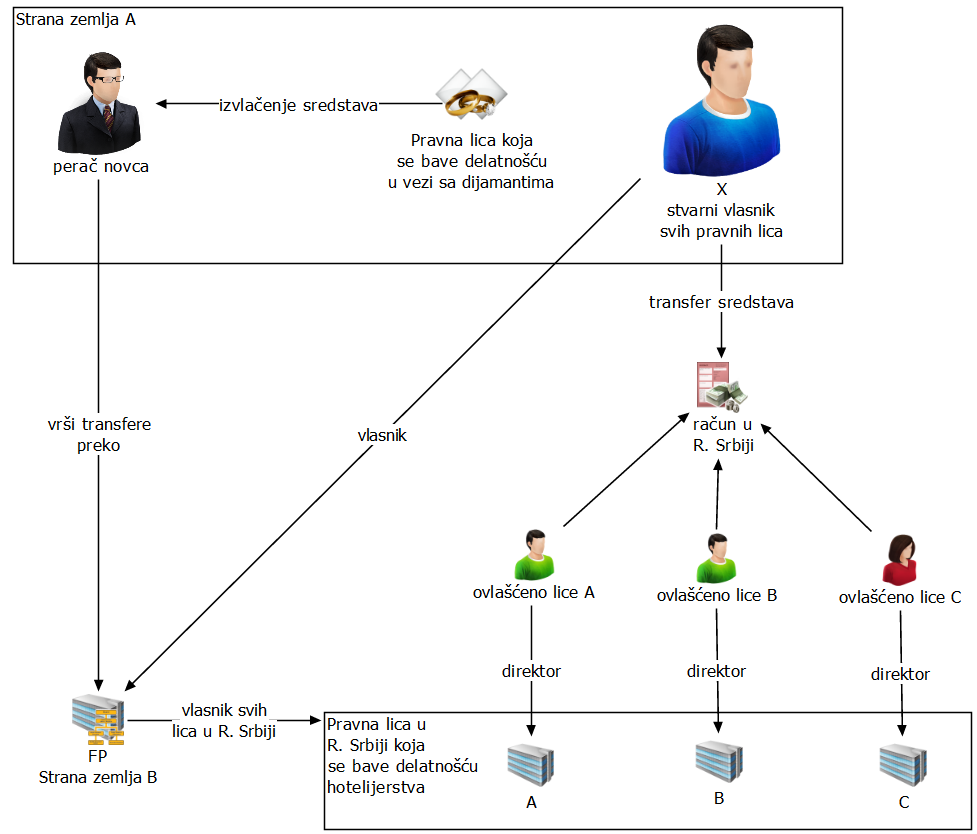 Strana zemlja A
perač novca
izvlačenje sredstava
Pravna lica koja
se bave delatnošću
u vezi sa dijamantima
X
stvarni vlasnik
svih pravnih lica
transfer sredstava
vrši transfere
preko
vlasnik
račun u
R. Srbiji
ovlašćeno lice A
ovlašćeno lice B
ovlašćeno lice C
direktor
direktor
direktor
vlasnik svih
lica u R. Srbiji
FP
Strana zemlja B
Pravna lica u
R. Srbiji koja
se bave delatnošću
hotelijerstva
A
B
C